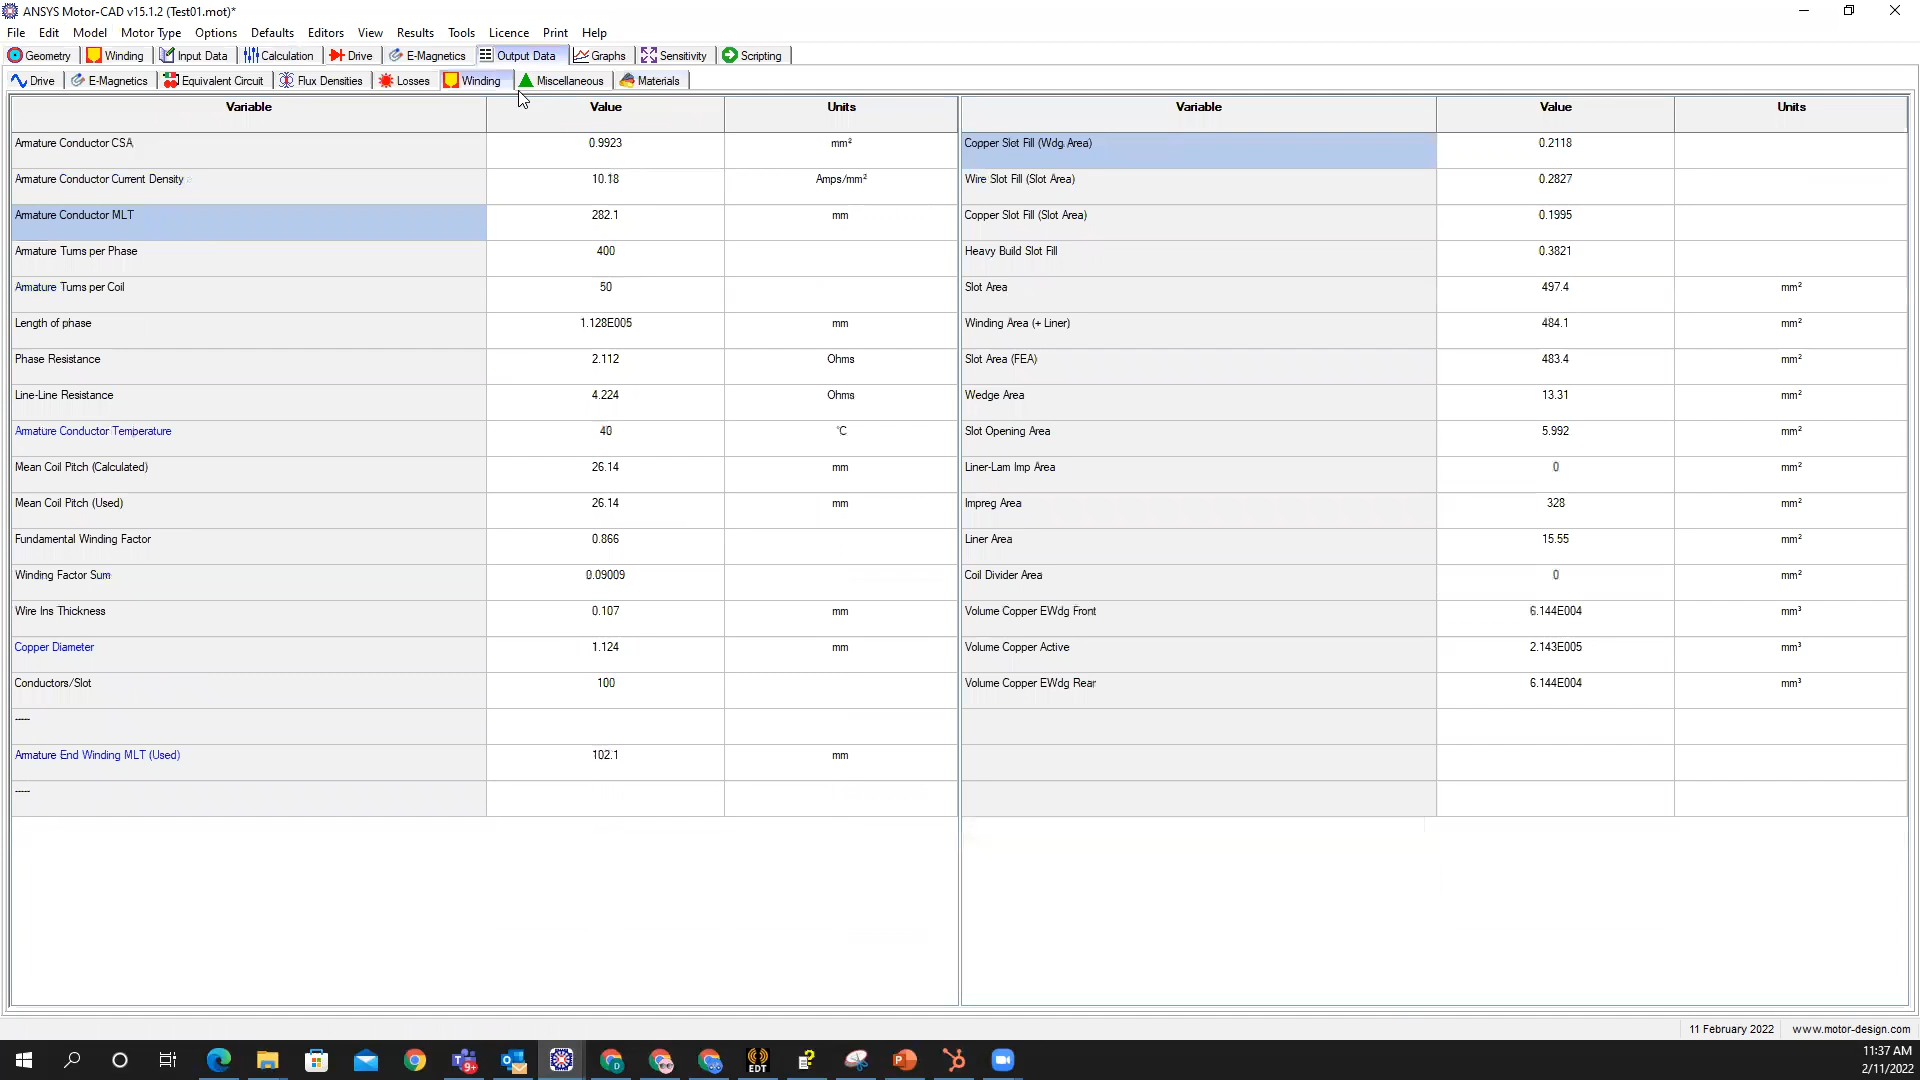 ANSYS Motor-CAD v15.1.2 (Test01.mot)*
File Edit Model Motor Type Options Defaults Editors View Results Tools Licence Print Help
Geometry Winding Input Data Calculation Drive E-Magnetics Output Data Graphs Sensitivity Scripting
Drive E-Magnetics Equivalent Circuit Flux Densities Losses Winding Miscellaneous Materials
Variable Value Units
Armature Conductor CSA 0.9923 mm²
Armature Conductor Current Density 10.18 Amps/mm²
Armature Conductor MLT 282.1 mm
Armature Turns per Phase 400
Armature Turns per Coil 50
Length of phase 1.128E005 mm
Phase Resistance 2.112 Ohms
Line-Line Resistance 4.224 Ohms
Armature Conductor Temperature 40 °C
Mean Coil Pitch (Calculated) 26.14 mm
Mean Coil Pitch (Used) 26.14 mm
Fundamental Winding Factor 0.866
Winding Factor Sum 0.09009
Wire Ins Thickness 0.107 mm
Copper Diameter 1.124 mm
Conductors/Slot 100
-----
Armature End Winding MLT (Used) 102.1 mm
-----
Variable Value Units
Copper Slot Fill (Wdg Area) 0.2118
Wire Slot Fill (Slot Area) 0.2827
Copper Slot Fill (Slot Area) 0.1995
Heavy Build Slot Fill 0.3821
Slot Area 497.4 mm²
Winding Area (+ Liner) 484.1 mm²
Slot Area (FEA) 483.4 mm²
Wedge Area 13.31 mm²
Slot Opening Area 5.992 mm²
Liner-Lam Imp Area 0 mm²
Impreg Area 328 mm²
Liner Area 15.55 mm²
Coil Divider Area 0 mm²
Volume Copper EWdg Front 6.144E004 mm³
Volume Copper Active 2.143E005 mm³
Volume Copper EWdg Rear 6.144E004 mm³
11 February 2022 www.motor-design.com
9+
EDT
11:37 AM
2/11/2022